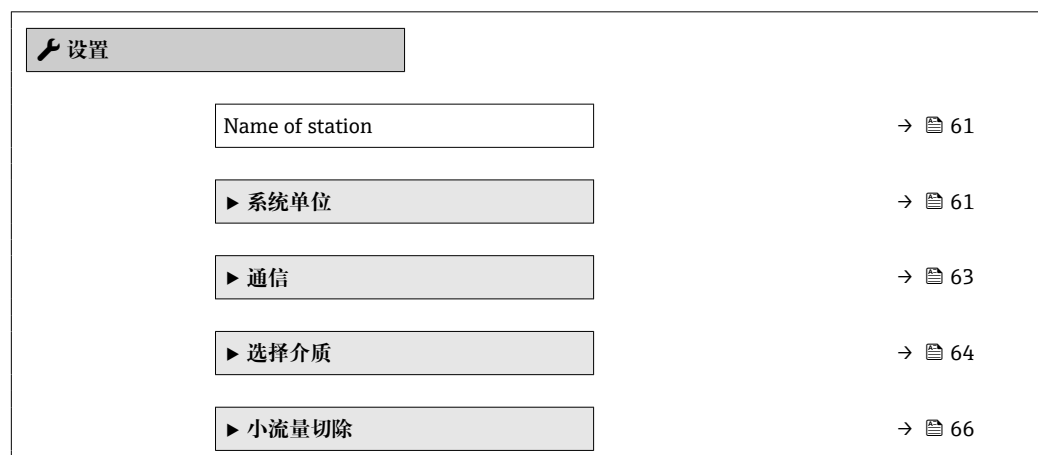 设置
Name of station → 61
▶ 系统单位 → 61
▶ 通信 → 63
▶ 选择介质 → 64
▶ 小流量切除 → 66